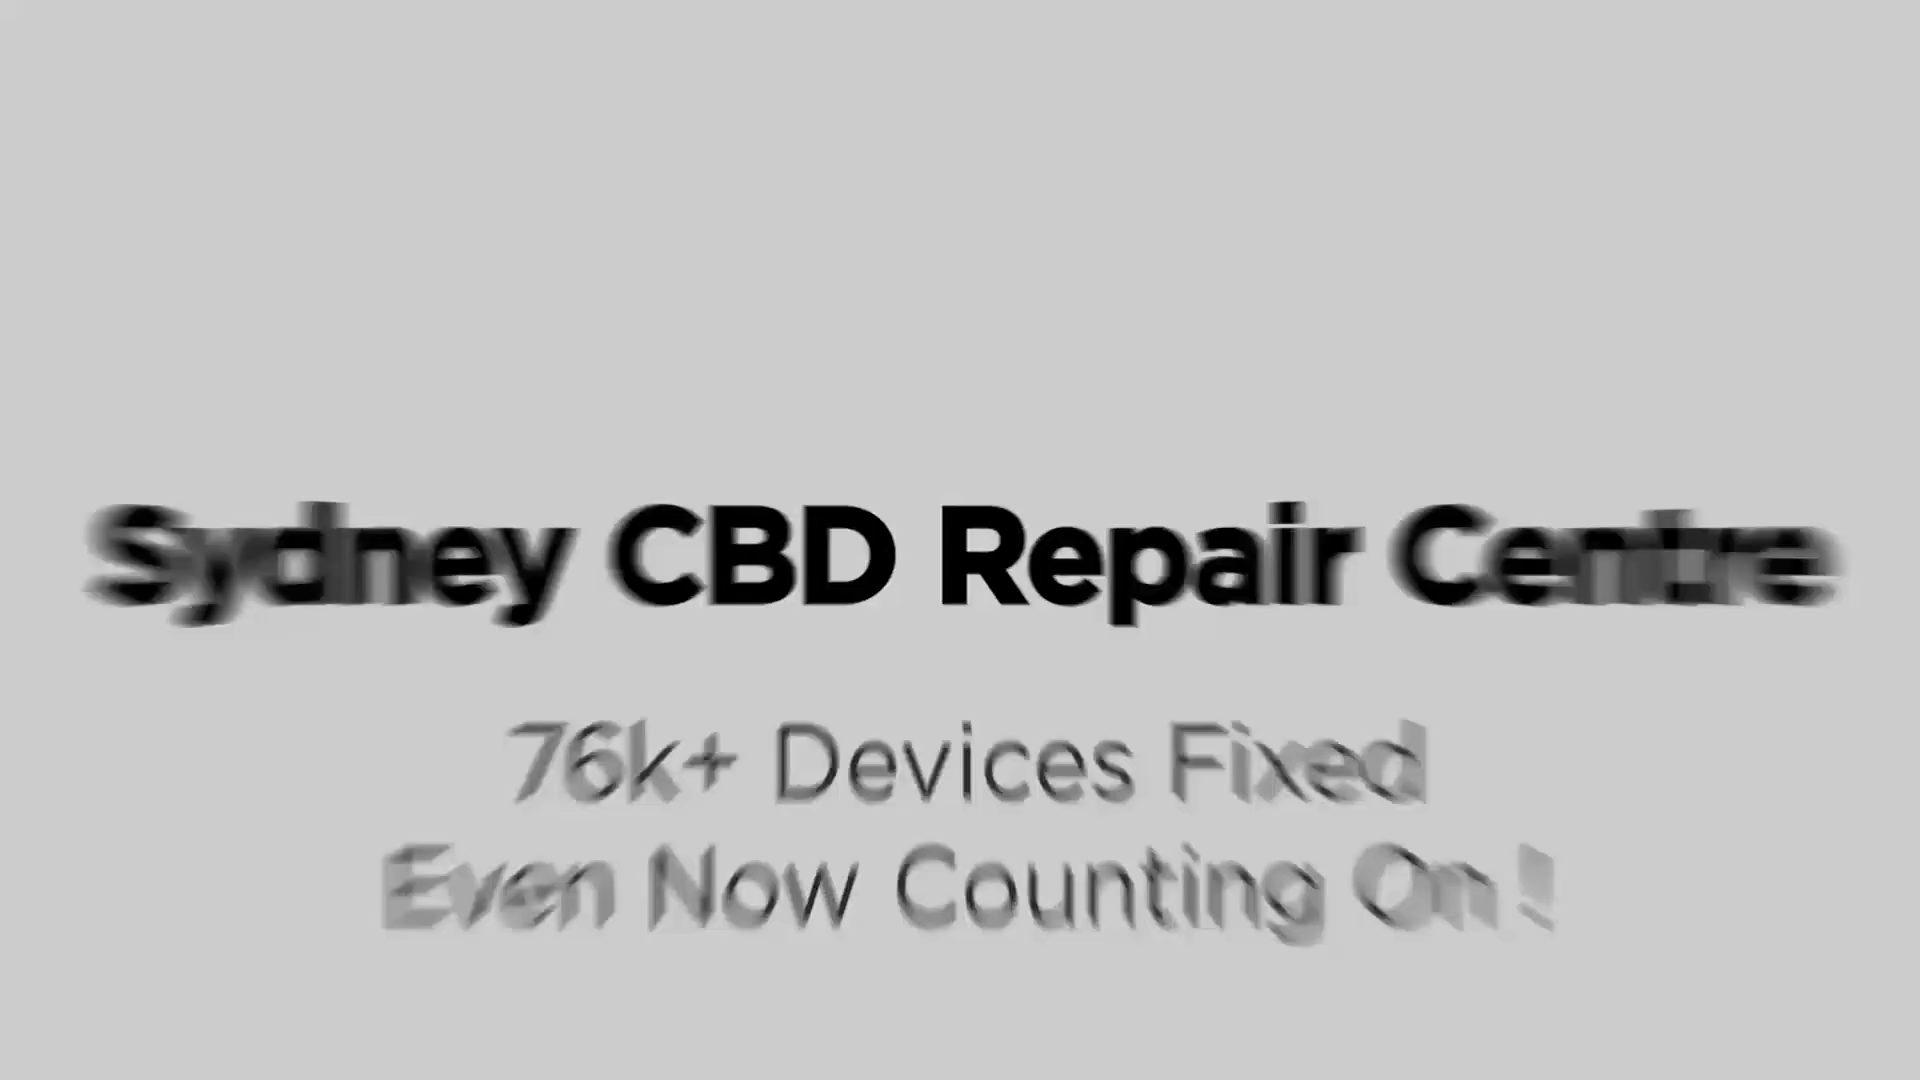 Sydney CBD Repair Centre
76k+ Devices Fixed
Even Now Counting On !